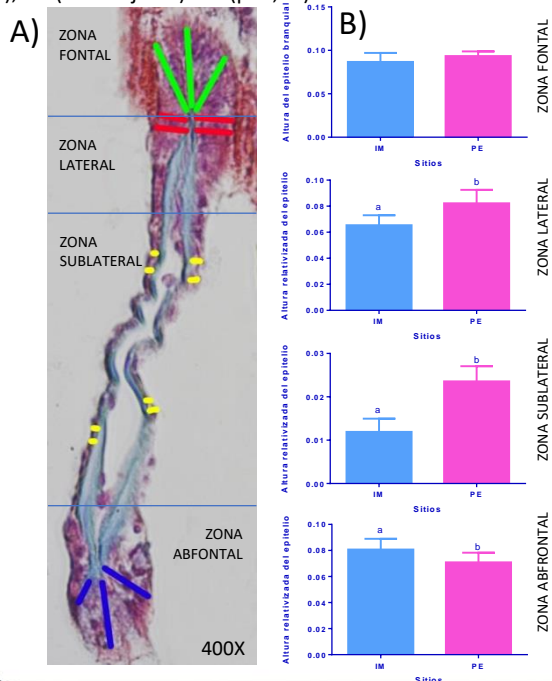 A)
ZONA
FONTAL
ZONA
LATERAL
ZONA
SUBLATERAL
ZONA
ABFONTAL
400X
B)
Altura del epitelio branquial
0.15
0.10
0.05
0.00
IM
PE
Sitios
ZONA FONTAL
Altura relativizada del epitelio
0.10
0.08
0.06
0.04
0.02
0.00
a
b
IM
PE
Sitios
ZONA LATERAL
Altura relativizada del epitelio
0.03
0.02
0.01
0.00
a
b
IM
PE
Sitios
ZONA SUBLATERAL
Altura relativizada del epitelio
0.10
0.08
0.06
0.04
0.02
0.00
a
b
IM
PE
Sitios
ZONA ABFRONTAL